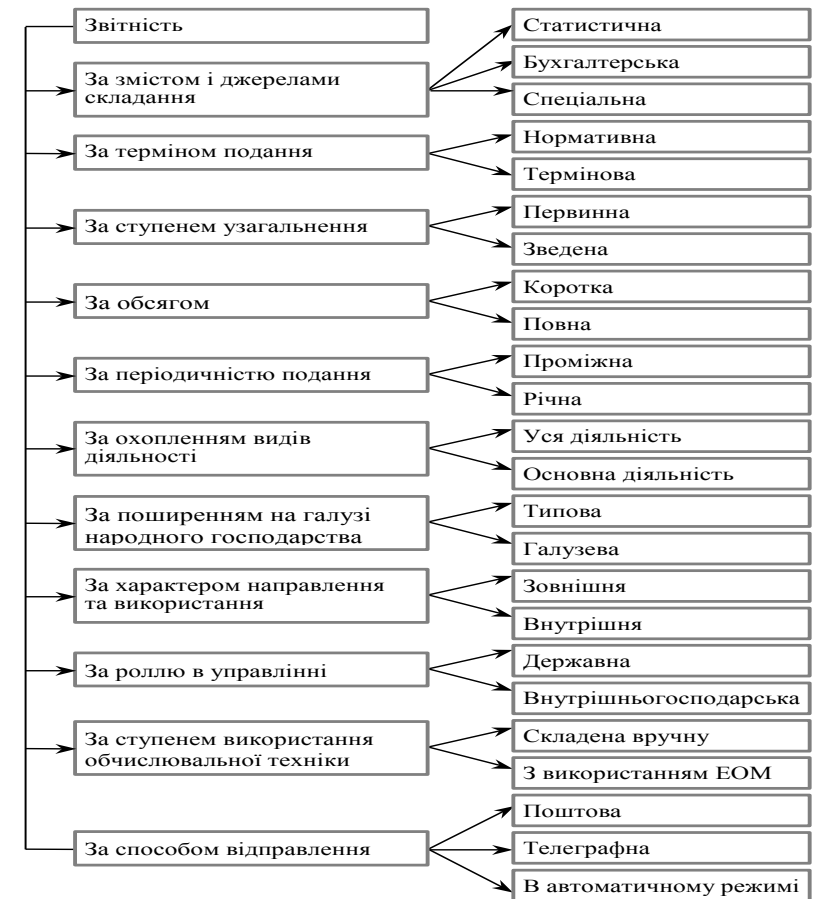 Звітність
Статистична
Бухгалтерська
За змістом і джерелами
складання
Спеціальна
Нормативна
За терміном подання
Термінова
Первинна
За ступенем узагальнення
Зведена
Коротка
За обсягом
Повна
Проміжна
За періодичністю подання
Річна
Уся діяльність
За охопленням видів
діяльності
Основна діяльність
Типова
За поширенням на галузі
народного господарства
Галузева
Зовнішня
За характером направлення
та використання
Внутрішня
Державна
За роллю в управлінні
Внутрішньогосподарська
Складена вручну
За ступенем використання
обчислювальної техніки
З використанням ЕОМ
Поштова
За способом відправлення
Телеграфна
В автоматичному режимі